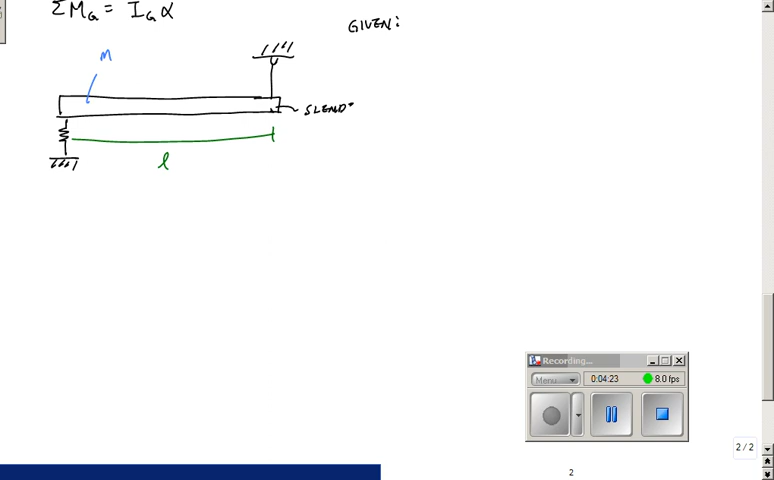 ΣM_G = I_G α
GIVEN:
M
SLEND
l
Recording...
Menu...
0:04:23
8.0 fps
2 / 2
2